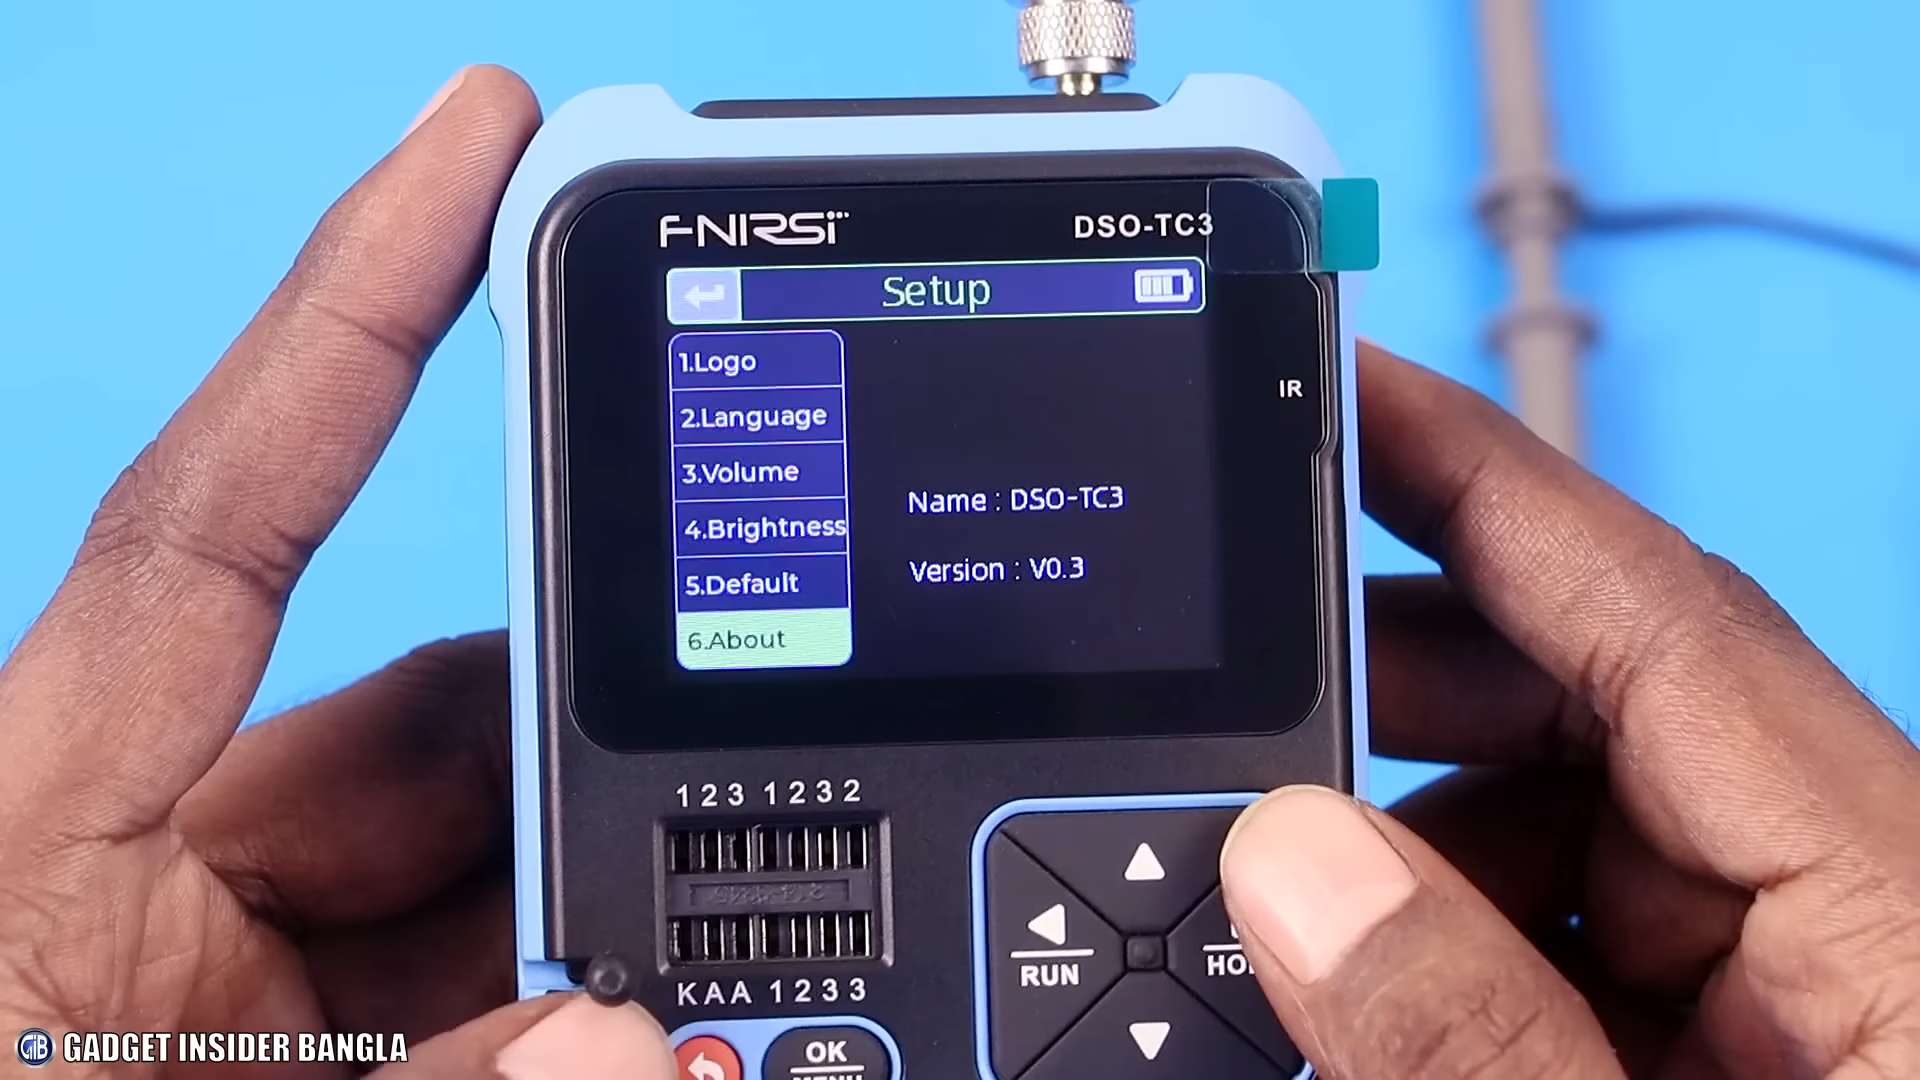 FNIRSI
DSO-TC3
Setup
1.Logo
2.Language
3.Volume
4.Brightness
5.Default
6.About
Name : DSO-TC3
Version : V0.3
IR
1 2 3 1 2 3 2
K A A 1 2 3 3
RUN
OK
MENU
GIB GADGET INSIDER BANGLA